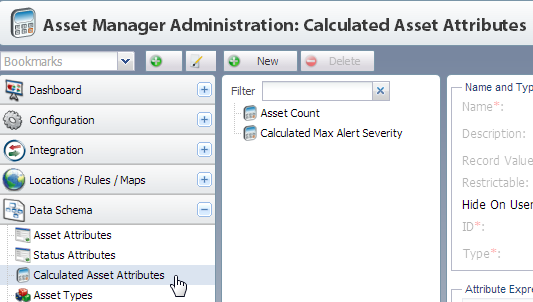 Asset Manager Administration: Calculated Asset Attributes
Bookmarks
New
Delete
Dashboard
Configuration
Integration
Locations / Rules / Maps
Data Schema
Asset Attributes
Status Attributes
Calculated Asset Attributes
Asset Types
Filter
Asset Count
Calculated Max Alert Severity
Name and Typ
Name*:
Description:
Record Value
Restrictable:
Hide On User
ID*:
Type*:
Attribute Expre